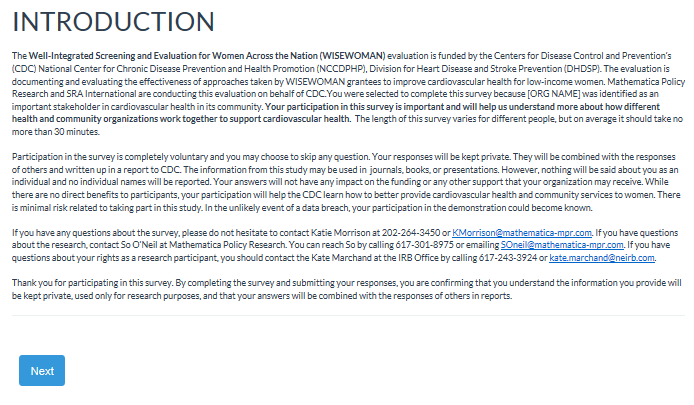 INTRODUCTION
The Well-Integrated Screening and Evaluation for Women Across the Nation (WISEWOMAN) evaluation is funded by the Centers for Disease Control and Prevention's
(CDC) National Center for Chronic Disease Prevention and Health Promotion (NCCDPHP), Division for Heart Disease and Stroke Prevention (DHDSP). The evaluation is
documenting and evaluating the effectiveness of approaches taken by WISEWOMAN grantees to improve cardiovascular health for low-income women. Mathematica Policy
Research and SRA International are conducting this evaluation on behalf of CDC.You were selected to complete this survey because [ORG NAME] was identified as an
important stakeholder in cardiovascular health in its community. Your participation in this survey is important and will help us understand more about how different
health and community organizations work together to support cardiovascular health. The length of this survey varies for different people, but on average it should take no
more than 30 minutes.
Participation in the survey is completely voluntary and you may choose to skip any question. Your responses will be kept private. They will be combined with the responses
of others and written up in a report to CDC. The information from this study may be used in journals, books, or presentations. However, nothing will be said about you as an
individual and no individual names will be reported. Your answers will not have any impact on the funding or any other support that your organization may receive. While
there are no direct benefits to participants, your participation will help the CDC learn how to better provide cardiovascular health and community services to women. There
is minimal risk related to taking part in this study. In the unlikely event of a data breach, your participation in the demonstration could become known.
If you have any questions about the survey, please do not hesitate to contact Katie Morrison at 202-264-3450 or KMorrison@mathematica-mpr.com. If you have questions
about the research, contact So O'Neil at Mathematica Policy Research. You can reach So by calling 617-301-8975 or emailing SOneil@mathematica-mpr.com. If you have
questions about your rights as a research participant, you should contact the Kate Marchand at the IRB Office by calling 617-243-3924 or kate.marchand@neirb.com.
Thank you for participating in this survey. By completing the survey and submitting your responses, you are confirming that you understand the information you provide will
be kept private, used only for research purposes, and that your answers will be combined with the responses of others in reports.
Next